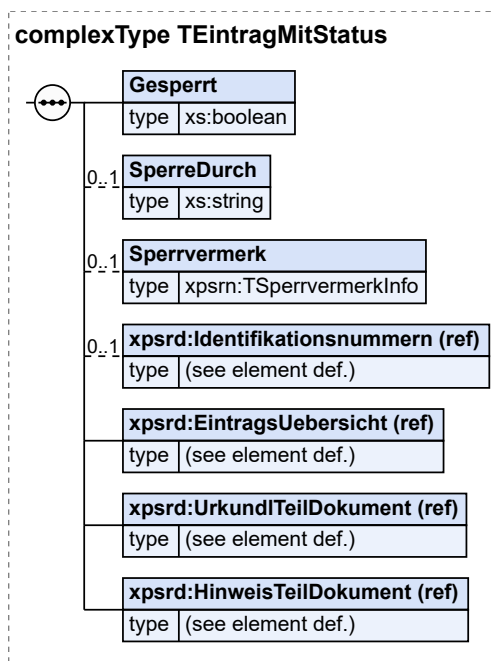 complexType TEintragMitStatus
Gesperrt
type xs:boolean
0..1 SperreDurch
type xs:string
0..1 Sperrvermerk
type xpsrn:TSperrvermerkInfo
0..1 xpsrd:Identifikationsnummern (ref)
type (see element def.)
xpsrd:EintragsUebersicht (ref)
type (see element def.)
xpsrd:UrkundlTeilDokument (ref)
type (see element def.)
xpsrd:HinweisTeilDokument (ref)
type (see element def.)